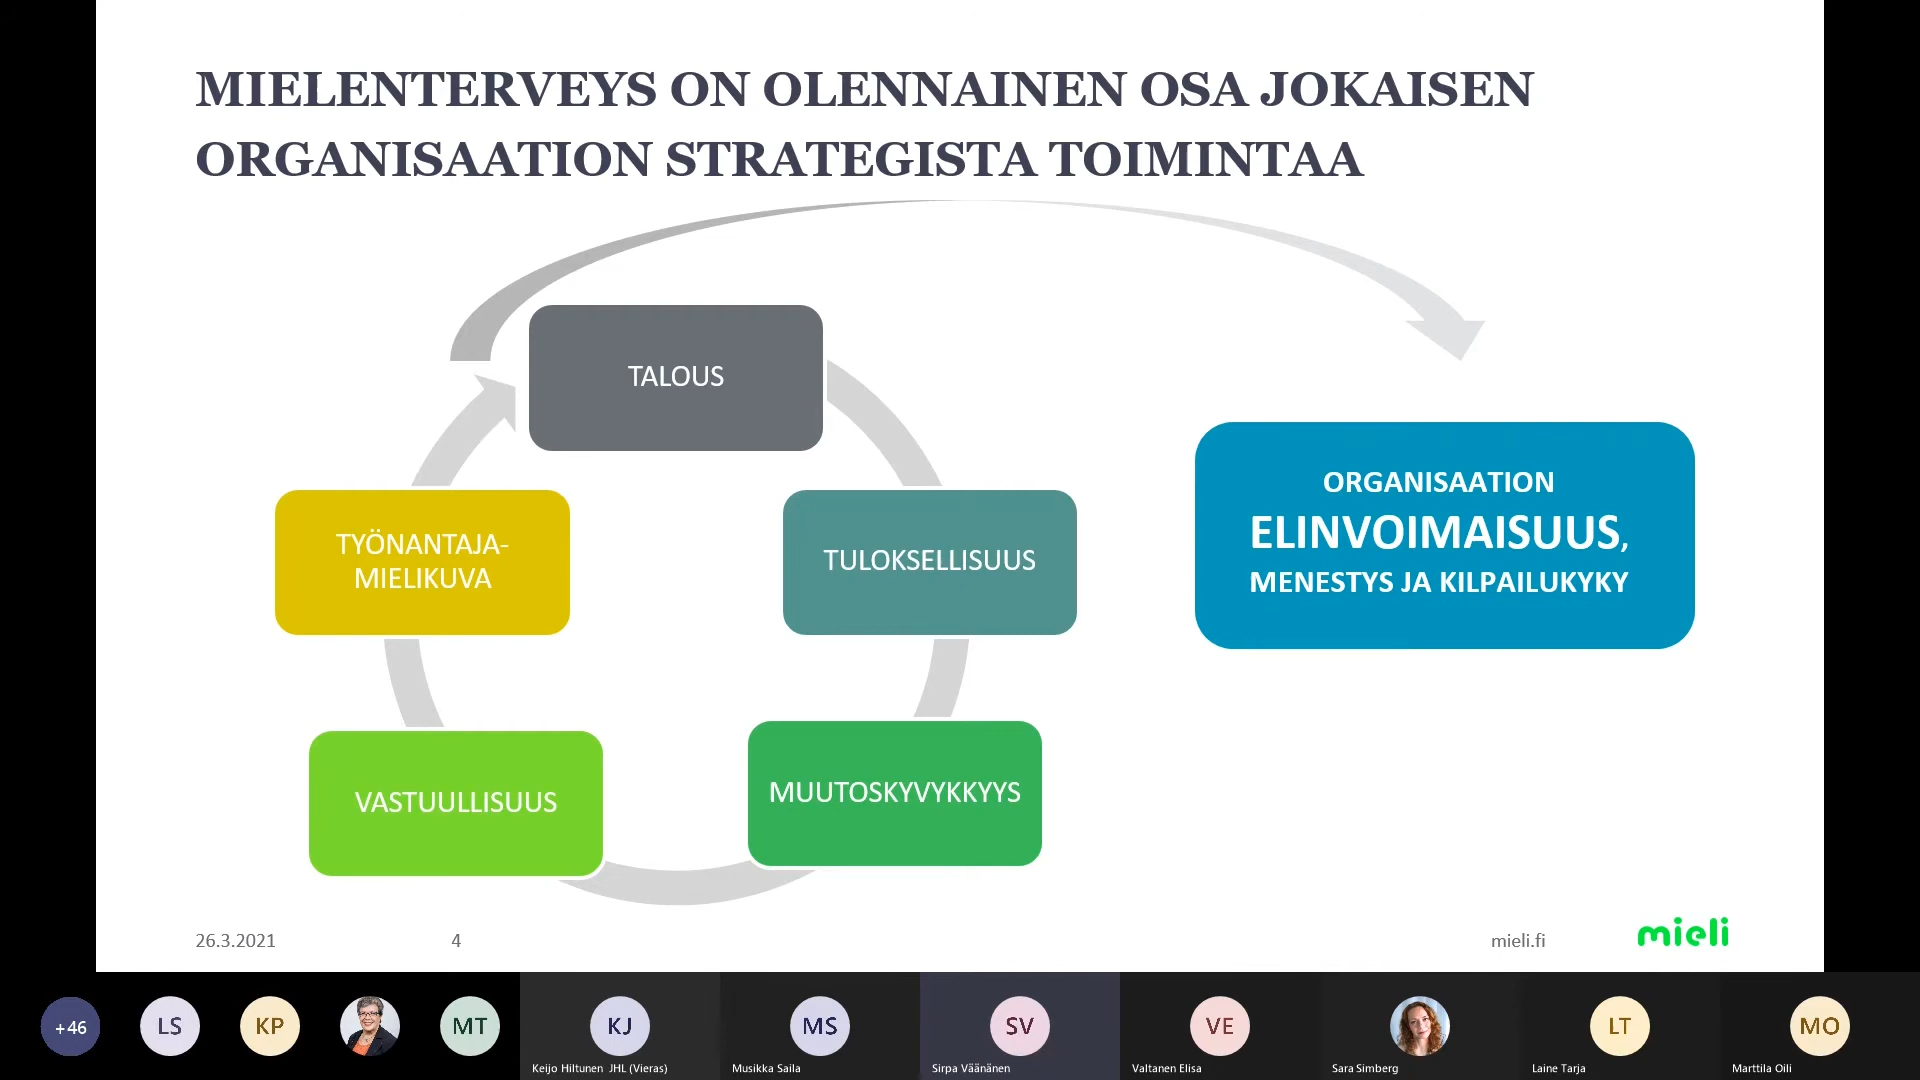 MIELENTERVEYS ON OLENNAINEN OSA JOKAISEN
ORGANISAATION STRATEGISTA TOIMINTAA
TALOUS
TYÖNANTAJA-
MIELIKUVA
TULOKSELLISUUS
VASTUULLISUUS
MUUTOSKYVYKKYYS
ORGANISAATION
ELINVOIMAISUUS,
MENESTYS JA KILPAILUKYKY
26.3.2021
4
mieli.fi
mieli
+46
LS
KP
MT
KJ
MS
SV
VE
LT
MO
Keijo Hiltunen JHL (Vieras)
Musikka Saila
Sirpa Väänänen
Valtanen Elisa
Sara Simberg
Laine Tarja
Marttila Oili